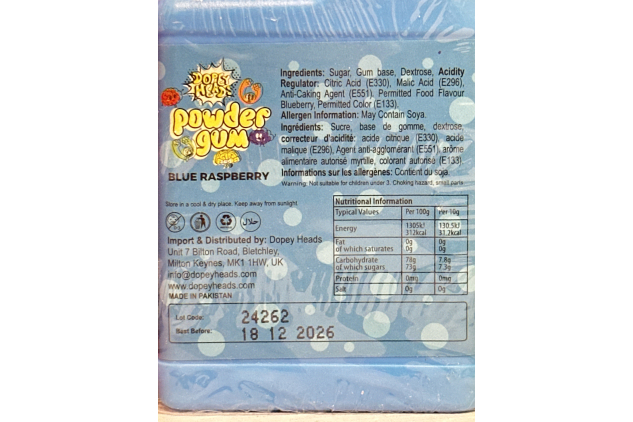 DOPEY HEADS
powder gum
BLUE RASPBERRY
Ingredients: Sugar, Gum base, Dextrose, Acidity
Regulator: Citric Acid (E330), Malic Acid (E296),
Anti-Caking Agent (E551). Permitted Food Flavour
Blueberry, Permitted Color (E133).
Allergen Information: May Contain Soya.
Ingrédients: Sucre, base de gomme, dextrose,
correcteur d'acidité: acide citrique (E330), acide
malique (E296), Agent anti-agglomérant (E551), arôme
alimentaire autorisé myrtille, colorant autorisé (E133)
Informations sur les allergènes: Contient du soja.
Warning: Not suitable for children under 3. Choking hazard, small parts.
Store in a cool & dry place. Keep away from sunlight.
حلال
Import & Distributed by: Dopey Heads
Unit 7 Bilton Road, Bletchley,
Milton Keynes, MK1 1HW, UK
info@dopeyheads.com
www.dopeyheads.com
MADE IN PAKISTAN
Nutritional Information
Typical Values Per 100g per 10g
Energy 1305kJ 130.5kJ
312kcal 31.2kcal
Fat 0g 0g
of which saturates 0g 0g
Carbohydrate 78g 7.8g
of which sugars 73g 7.3g
Protein 0mg 0mg
Salt 0g 0g
Lot Code: 24262
Best Before: 18 12 2026